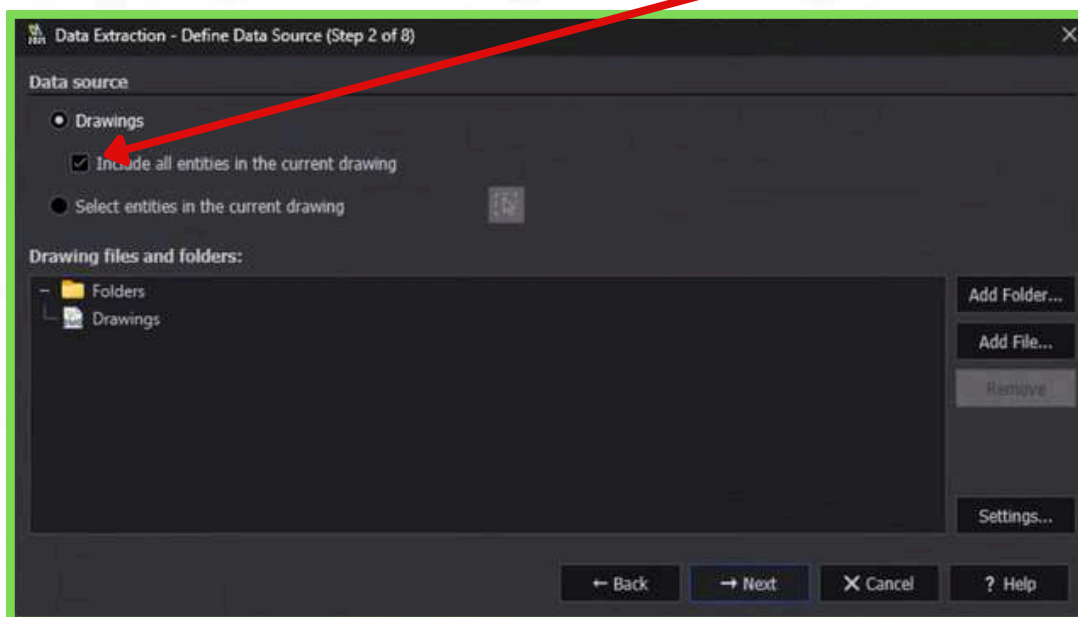 Data Extraction - Define Data Source (Step 2 of 8)
Data source
Drawings
Include all entities in the current drawing
Select entities in the current drawing
Drawing files and folders:
Folders
Drawings
Add Folder...
Add File...
Remove
Settings...
← Back → Next X Cancel ? Help